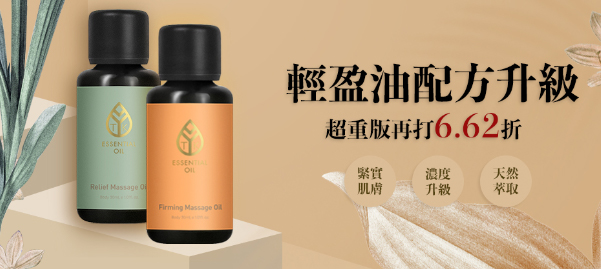 輕盈油配方升級
超重版再打6.62折
緊實
肌膚
濃度
升級
天然
萃取
ESSENTIAL
OIL
Relief Massage Oil
ESSENTIAL
OIL
Firming Massage Oil